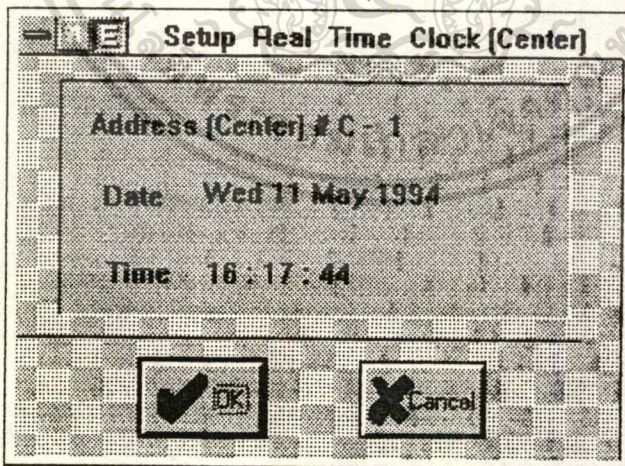 Setup Real Time Clock (Center)
Address (Center) # C - 1
Date Wed 11 May 1994
Time 16 : 17 : 44
OK Cancel